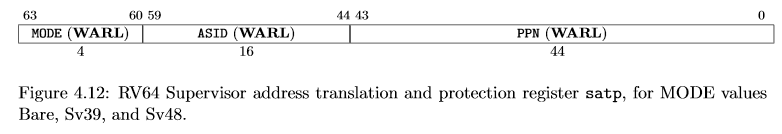 63 60 59 44 43 0
MODE (WARL) ASID (WARL) PPN (WARL)
4 16 44
Figure 4.12: RV64 Supervisor address translation and protection register satp, for MODE values
Bare, Sv39, and Sv48.